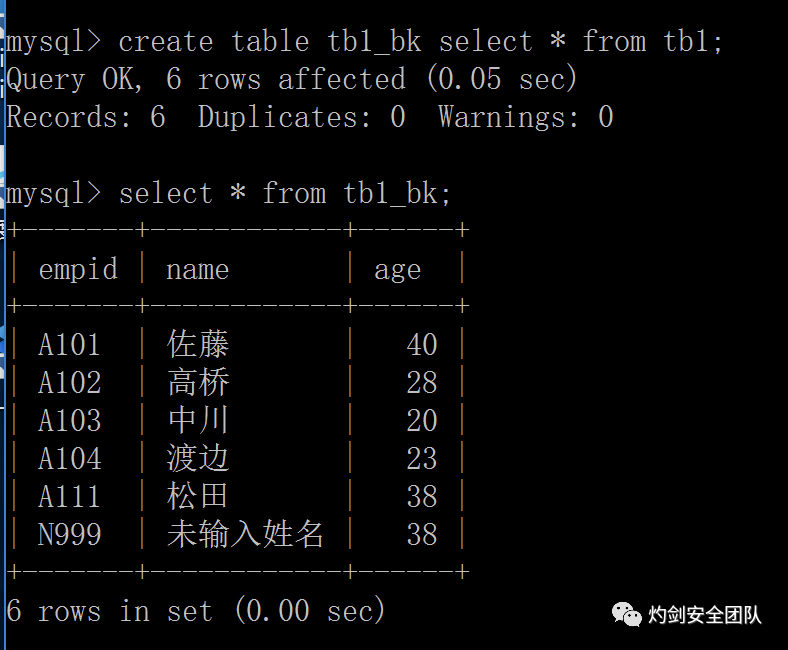 mysql> create table tb1_bk select * from tb1;
Query OK, 6 rows affected (0.05 sec)
Records: 6  Duplicates: 0  Warnings: 0
mysql> select * from tb1_bk;
+-------+------------+------+
| empid | name       | age  |
+-------+------------+------+
| A101  | 佐藤       |   40 |
| A102  | 高桥       |   28 |
| A103  | 中川       |   20 |
| A104  | 渡边       |   23 |
| A111  | 松田       |   38 |
| N999  | 未输入姓名 |   38 |
+-------+------------+------+
6 rows in set (0.00 sec)
灼剑安全团队